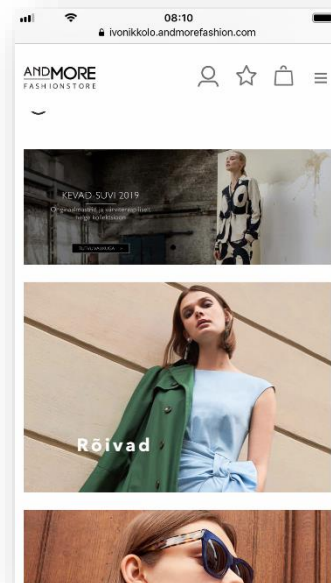 08:10
ivonikkolo.andmorefashion.com
ANDMORE
FASHIONSTORE
KEVAD-SUVI 2019
Rõivad